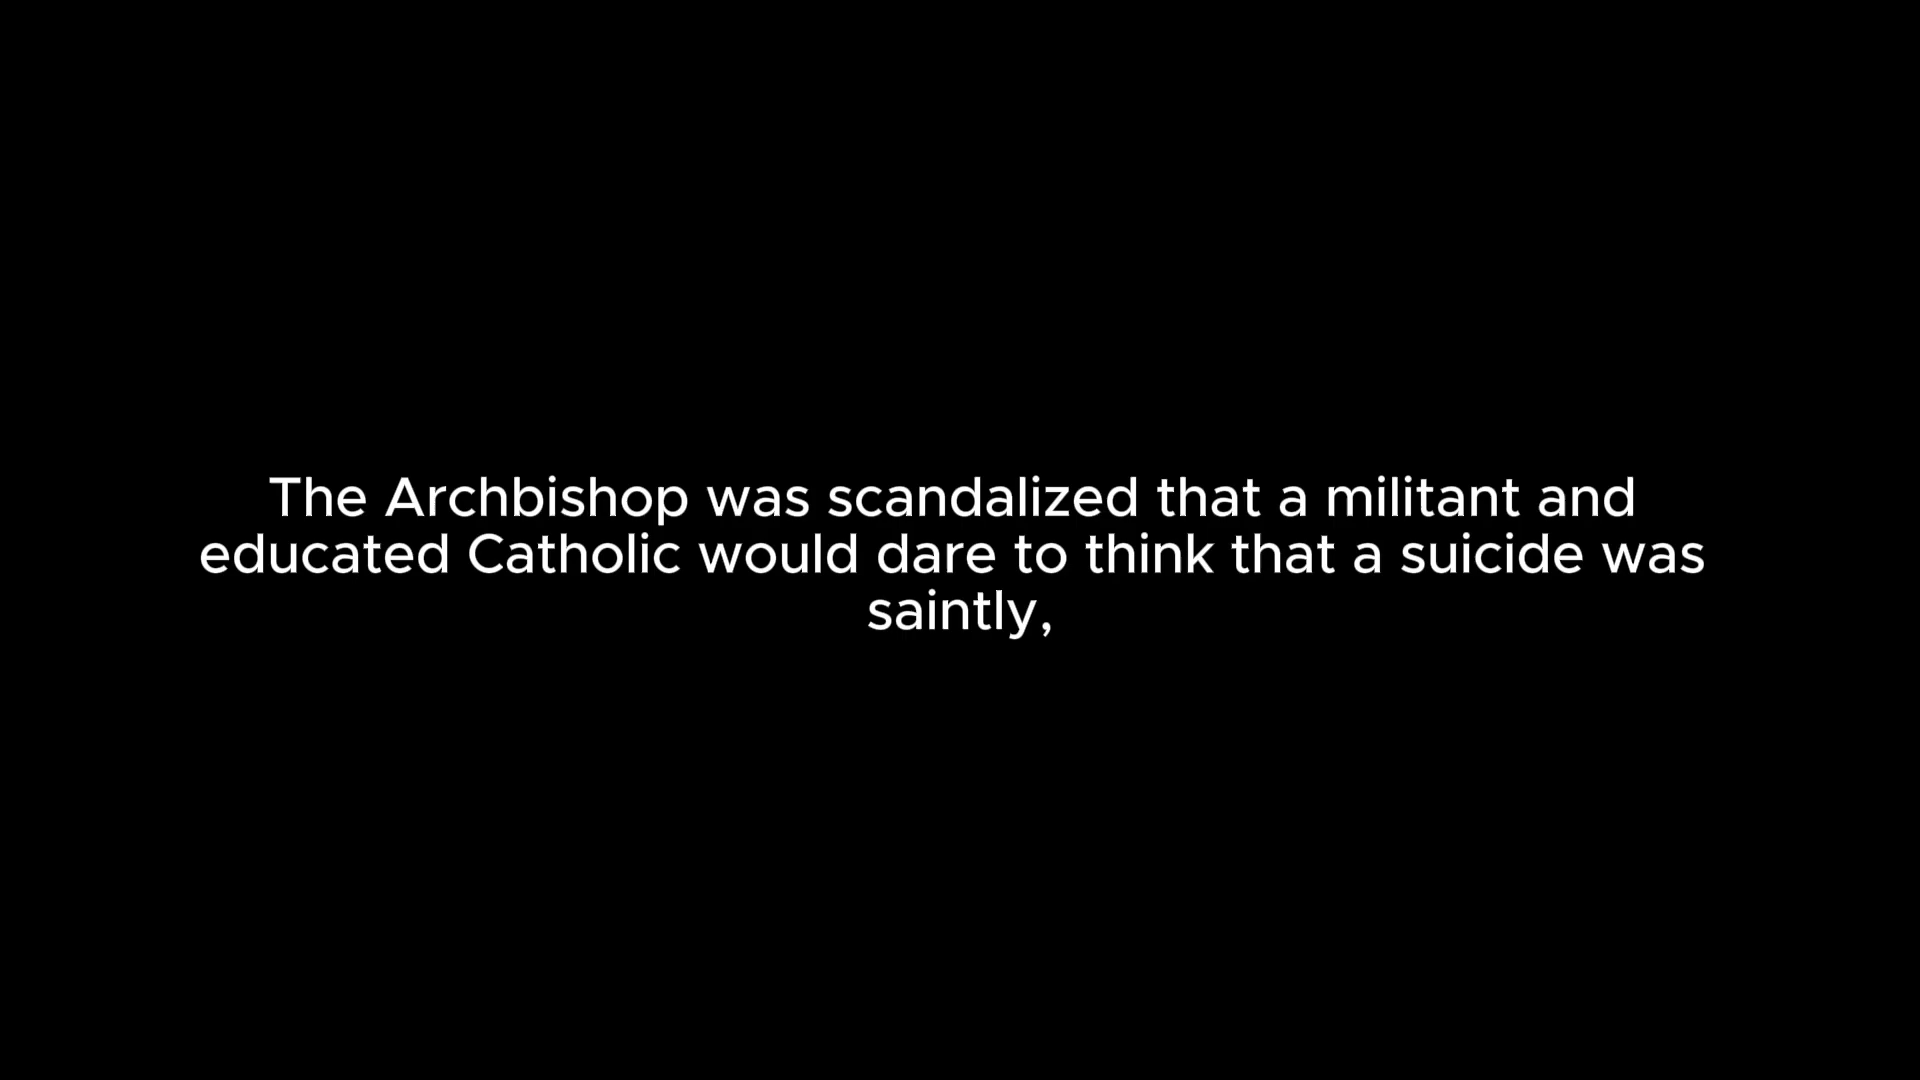 The Archbishop was scandalized that a militant and
educated Catholic would dare to think that a suicide was
saintly,